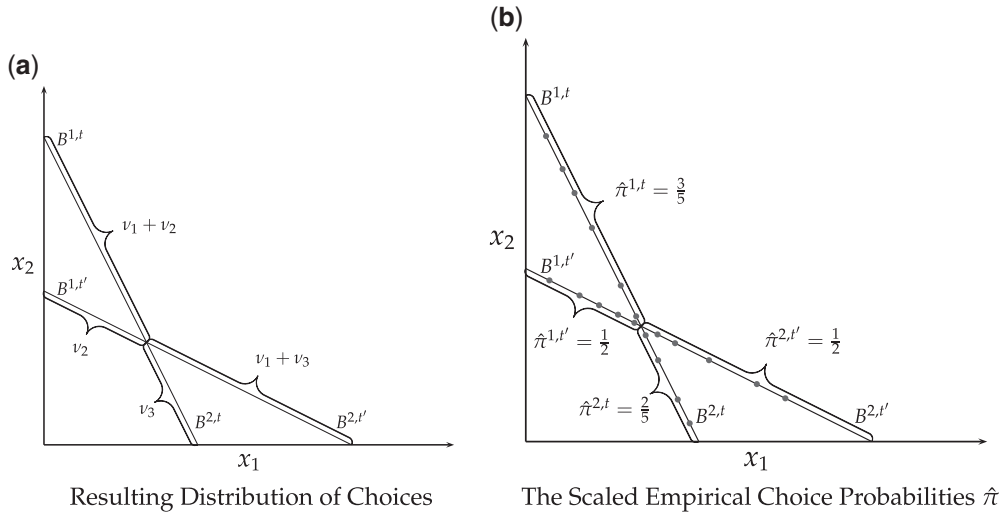 (a)
B^{1,t}
ν₁ + ν₂
x₂
B^{1,t′}
ν₂
ν₁ + ν₃
ν₃
B^{2,t}
B^{2,t′}
x₁
Resulting Distribution of Choices
(b)
B^{1,t}
π̂^{1,t} = 3/5
x₂
B^{1,t′}
π̂^{1,t′} = 1/2
π̂^{2,t′} = 1/2
π̂^{2,t} = 2/5
B^{2,t}
B^{2,t′}
x₁
The Scaled Empirical Choice Probabilities π̂